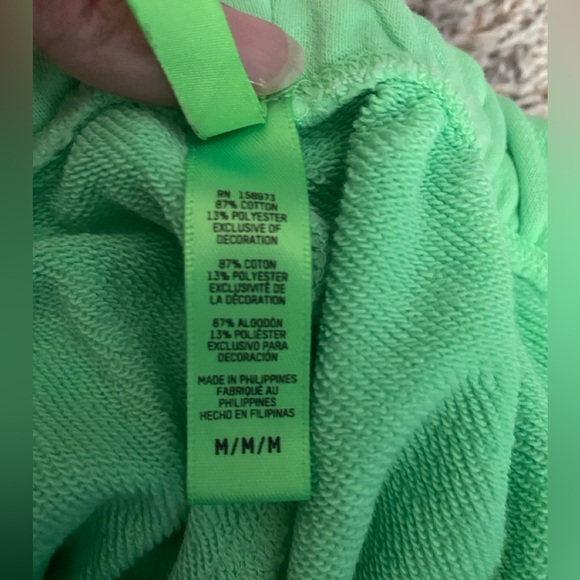 RN 158973
87% COTTON
13% POLYESTER
EXCLUSIVE OF
DECORATION
87% COTON
13% POLYESTER
EXCLUSIVITÉ DE
LA DÉCORATION
87% ALGODÓN
13% POLIÉSTER
EXCLUSIVO PARA
DECORACIÓN
MADE IN PHILIPPINES
FABRIQUÉ AU
PHILIPPINES
HECHO EN FILIPINAS
M/M/M